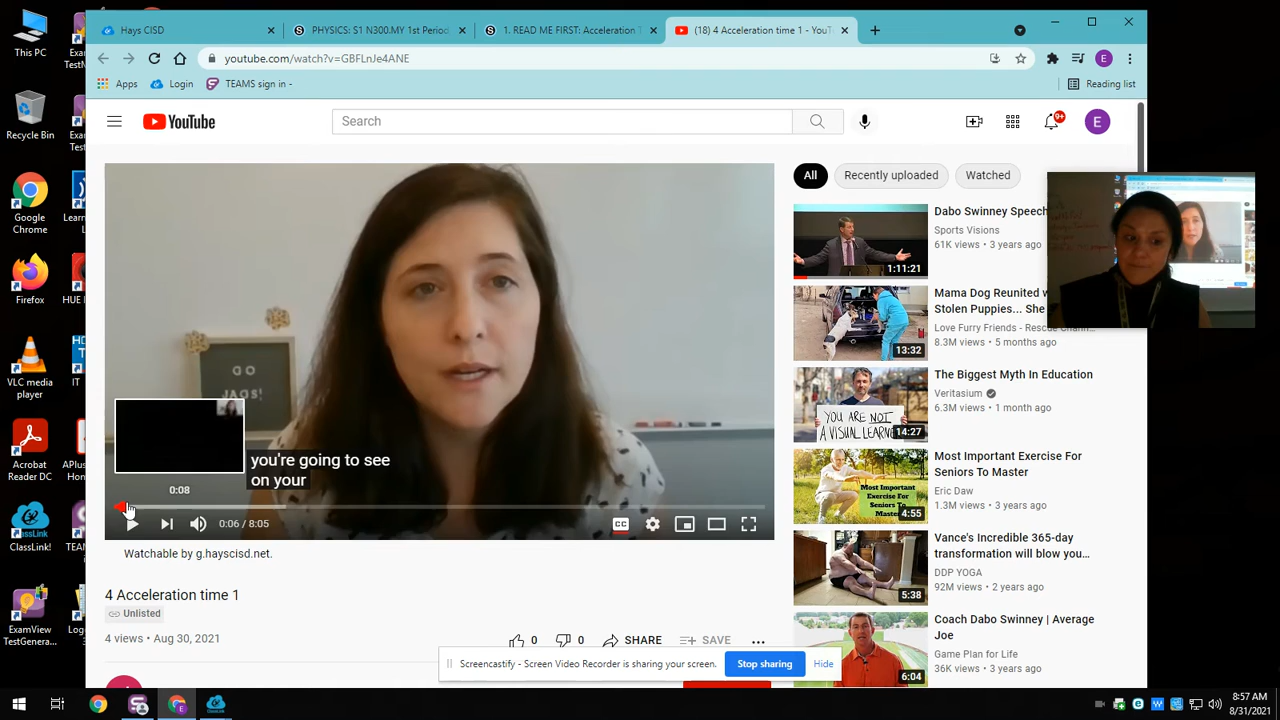 This PC
Recycle Bin
Google
Chrome
Firefox
VLC media
player
Acrobat
Reader DC
ClassLink!
ExamView
TestGenera...
Hays CISD
PHYSICS: S1 N300.MY 1st Period
1. READ ME FIRST: Acceleration
(18) 4 Acceleration time 1 - YouT
youtube.com/watch?v=GBFLnJe4ANE
E
Apps
Login
TEAMS sign in -
Reading list
YouTube
Search
9+
E
GO
JAGS!
you're going to see
on your
0:08
0:06 / 8:05
CC
Watchable by g.hayscisd.net.
4 Acceleration time 1
Unlisted
4 views • Aug 30, 2021
0
0
SHARE
SAVE
All
Recently uploaded
Watched
Dabo Swinney Speech
Sports Visions
61K views • 3 years ago
1:11:21
Mama Dog Reunited
Stolen Puppies... She
Love Furry Friends - Rescue
8.3M views • 5 months ago
13:32
The Biggest Myth In Education
Veritasium
6.3M views • 1 month ago
YOU ARE NOT
A VISUAL
14:27
Most Important Exercise For
Seniors To Master
Eric Daw
1.3M views • 3 years ago
Most Important
Exercise For
Seniors To
4:55
Vance's Incredible 365-day
transformation will blow you...
DDP YOGA
92M views • 2 years ago
5:38
Coach Dabo Swinney | Average
Joe
Game Plan for Life
36K views • 3 years ago
6:04
Screencastify - Screen Video Recorder is sharing your screen.
Stop sharing
Hide
8:57 AM
8/31/2021